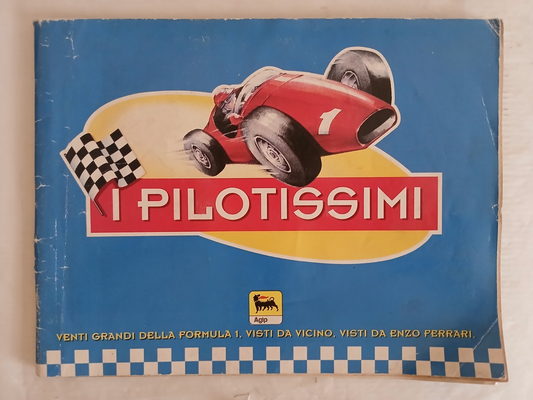 1
I PILOTISSIMI
Agip
VENTI GRANDI DELLA FORMULA 1, VISTI DA VICINO, VISTI DA ENZO FERRARI.